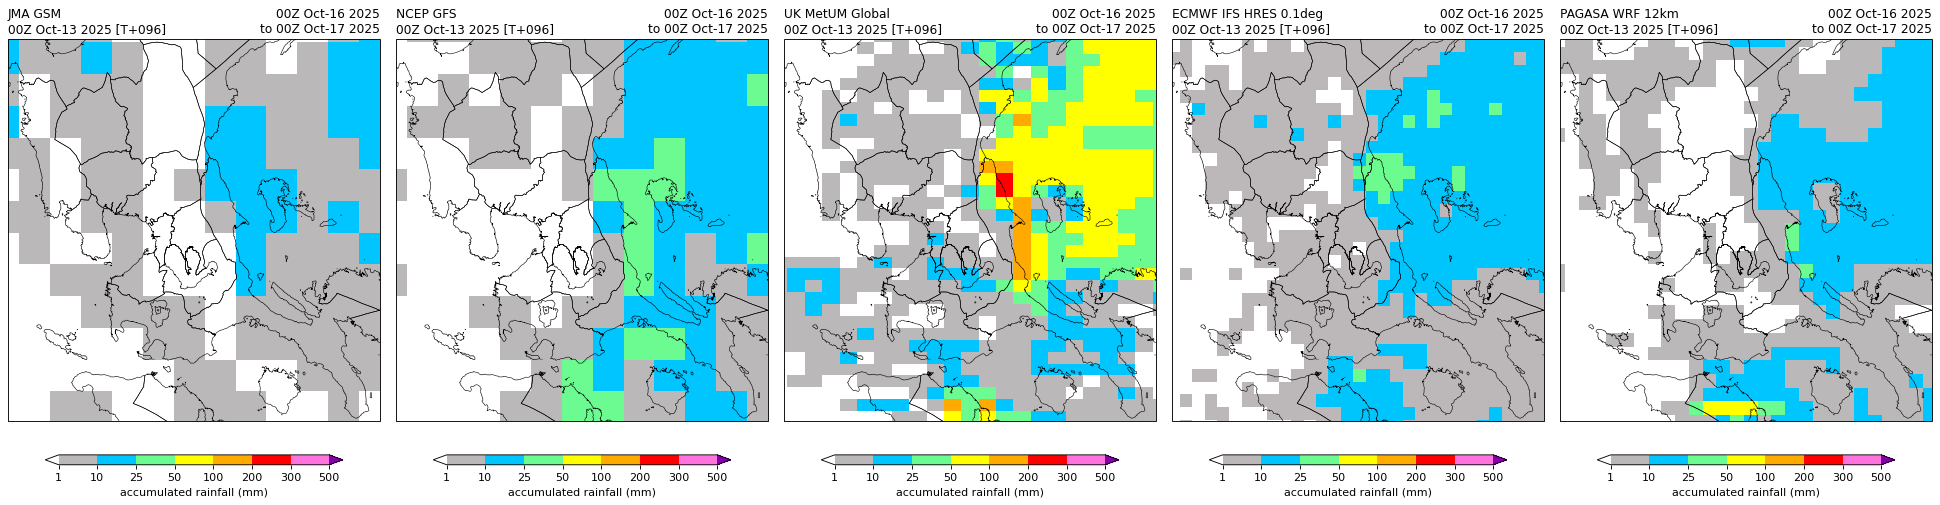 JMA GSM
00Z Oct-13 2025 [T+096]
00Z Oct-16 2025
to 00Z Oct-17 2025
NCEP GFS
00Z Oct-13 2025 [T+096]
00Z Oct-16 2025
to 00Z Oct-17 2025
UK MetUM Global
00Z Oct-13 2025 [T+096]
00Z Oct-16 2025
to 00Z Oct-17 2025
ECMWF IFS HRES 0.1deg
00Z Oct-13 2025 [T+096]
00Z Oct-16 2025
to 00Z Oct-17 2025
PAGASA WRF 12km
00Z Oct-13 2025 [T+096]
00Z Oct-16 2025
to 00Z Oct-17 2025
1 10 25 50 100 200 300 500
accumulated rainfall (mm)
1 10 25 50 100 200 300 500
accumulated rainfall (mm)
1 10 25 50 100 200 300 500
accumulated rainfall (mm)
1 10 25 50 100 200 300 500
accumulated rainfall (mm)
1 10 25 50 100 200 300 500
accumulated rainfall (mm)